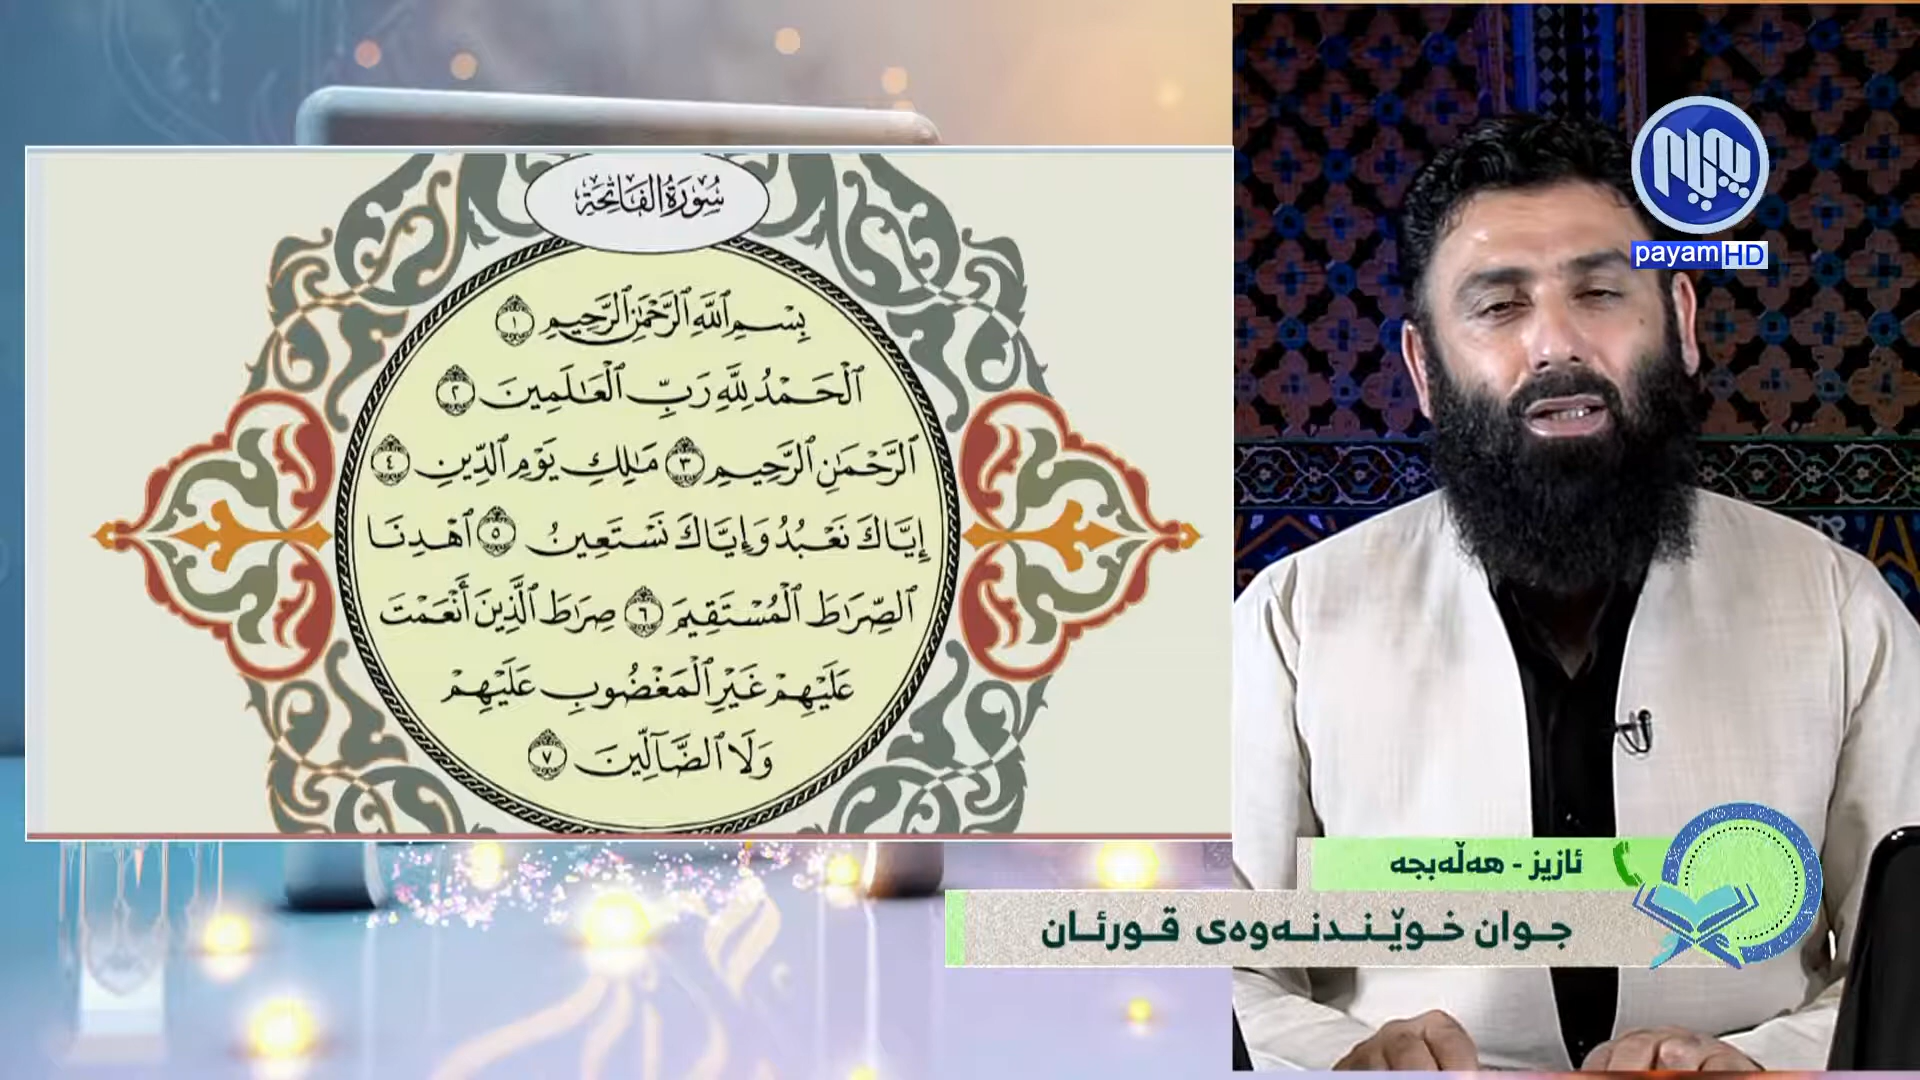 سُورَةُ الفَاتِحَة
بِسْمِ ٱللَّهِ ٱلرَّحْمَٰنِ ٱلرَّحِيمِ ١
ٱلْحَمْدُ لِلَّهِ رَبِّ ٱلْعَٰلَمِينَ ٢
ٱلرَّحْمَٰنِ ٱلرَّحِيمِ ٣ مَٰلِكِ يَوْمِ ٱلدِّينِ ٤
إِيَّاكَ نَعْبُدُ وَإِيَّاكَ نَسْتَعِينُ ٥ ٱهْدِنَا
ٱلصِّرَٰطَ ٱلْمُسْتَقِيمَ ٦ صِرَٰطَ ٱلَّذِينَ أَنْعَمْتَ
عَلَيْهِمْ غَيْرِ ٱلْمَغْضُوبِ عَلَيْهِمْ
وَلَا ٱلضَّآلِّينَ ٧
پەیام
payam HD
ئازیز - هەڵەبجە
جوان خوێندنەوەی قورئان